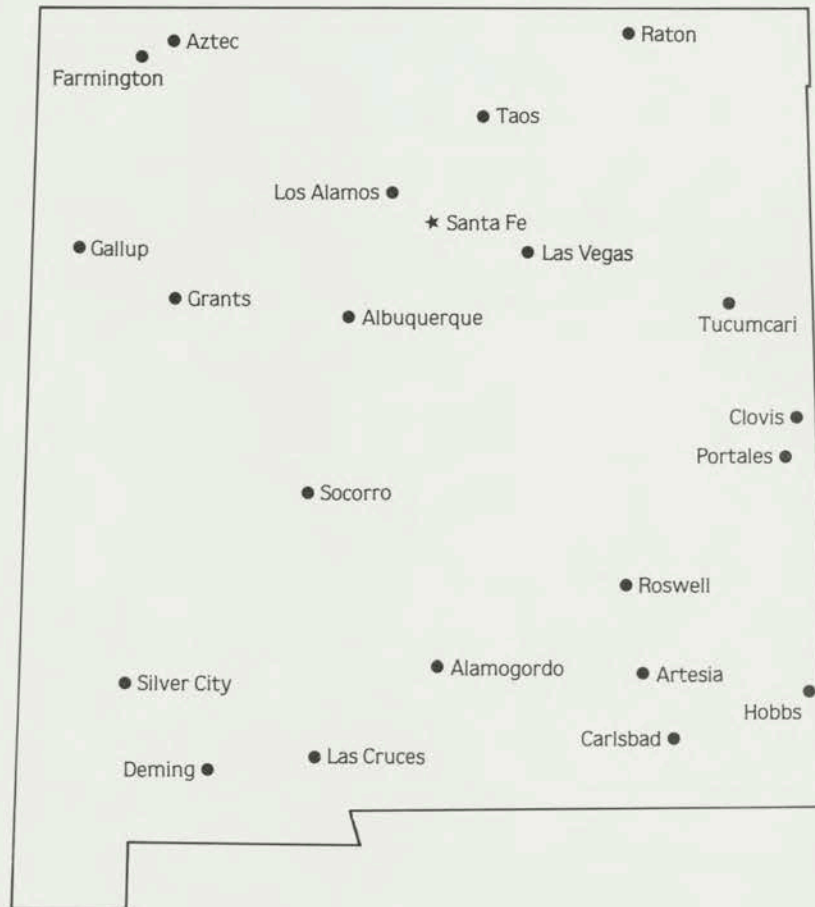 Aztec
Raton
Farmington
Taos
Los Alamos
Santa Fe
Gallup
Las Vegas
Grants
Albuquerque
Tucumcari
Clovis
Portales
Socorro
Roswell
Alamogordo
Artesia
Silver City
Hobbs
Carlsbad
Las Cruces
Deming